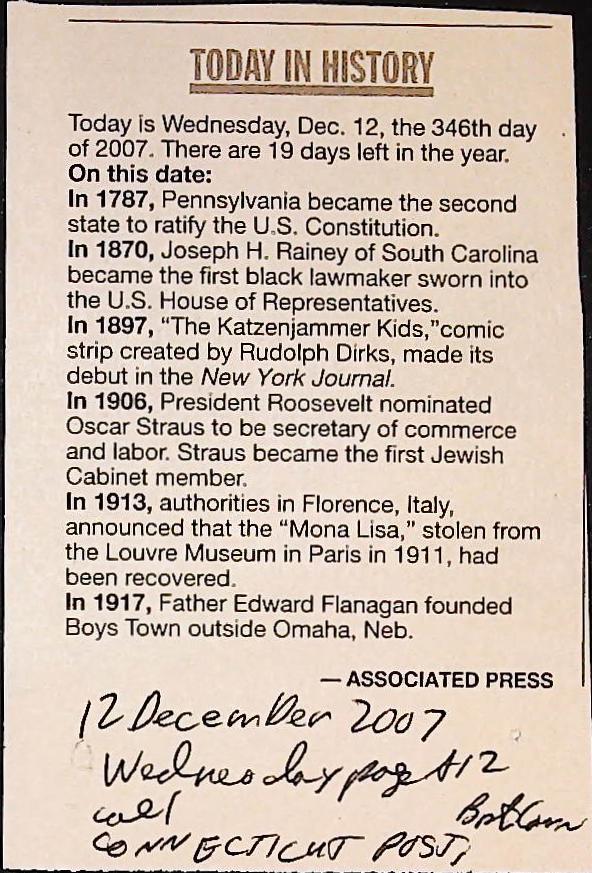 TODAY IN HISTORY
Today is Wednesday, Dec. 12, the 346th day
of 2007. There are 19 days left in the year.
On this date:
In 1787, Pennsylvania became the second
state to ratify the U.S. Constitution.
In 1870, Joseph H. Rainey of South Carolina
became the first black lawmaker sworn into
the U.S. House of Representatives.
In 1897, “The Katzenjammer Kids,”comic
strip created by Rudolph Dirks, made its
debut in the New York Journal.
In 1906, President Roosevelt nominated
Oscar Straus to be secretary of commerce
and labor. Straus became the first Jewish
Cabinet member.
In 1913, authorities in Florence, Italy,
announced that the “Mona Lisa,” stolen from
the Louvre Museum in Paris in 1911, had
been recovered.
In 1917, Father Edward Flanagan founded
Boys Town outside Omaha, Neb.
— ASSOCIATED PRESS
12 December 2007
Wednesday page A12
col 1
CONNECTICUT POST,